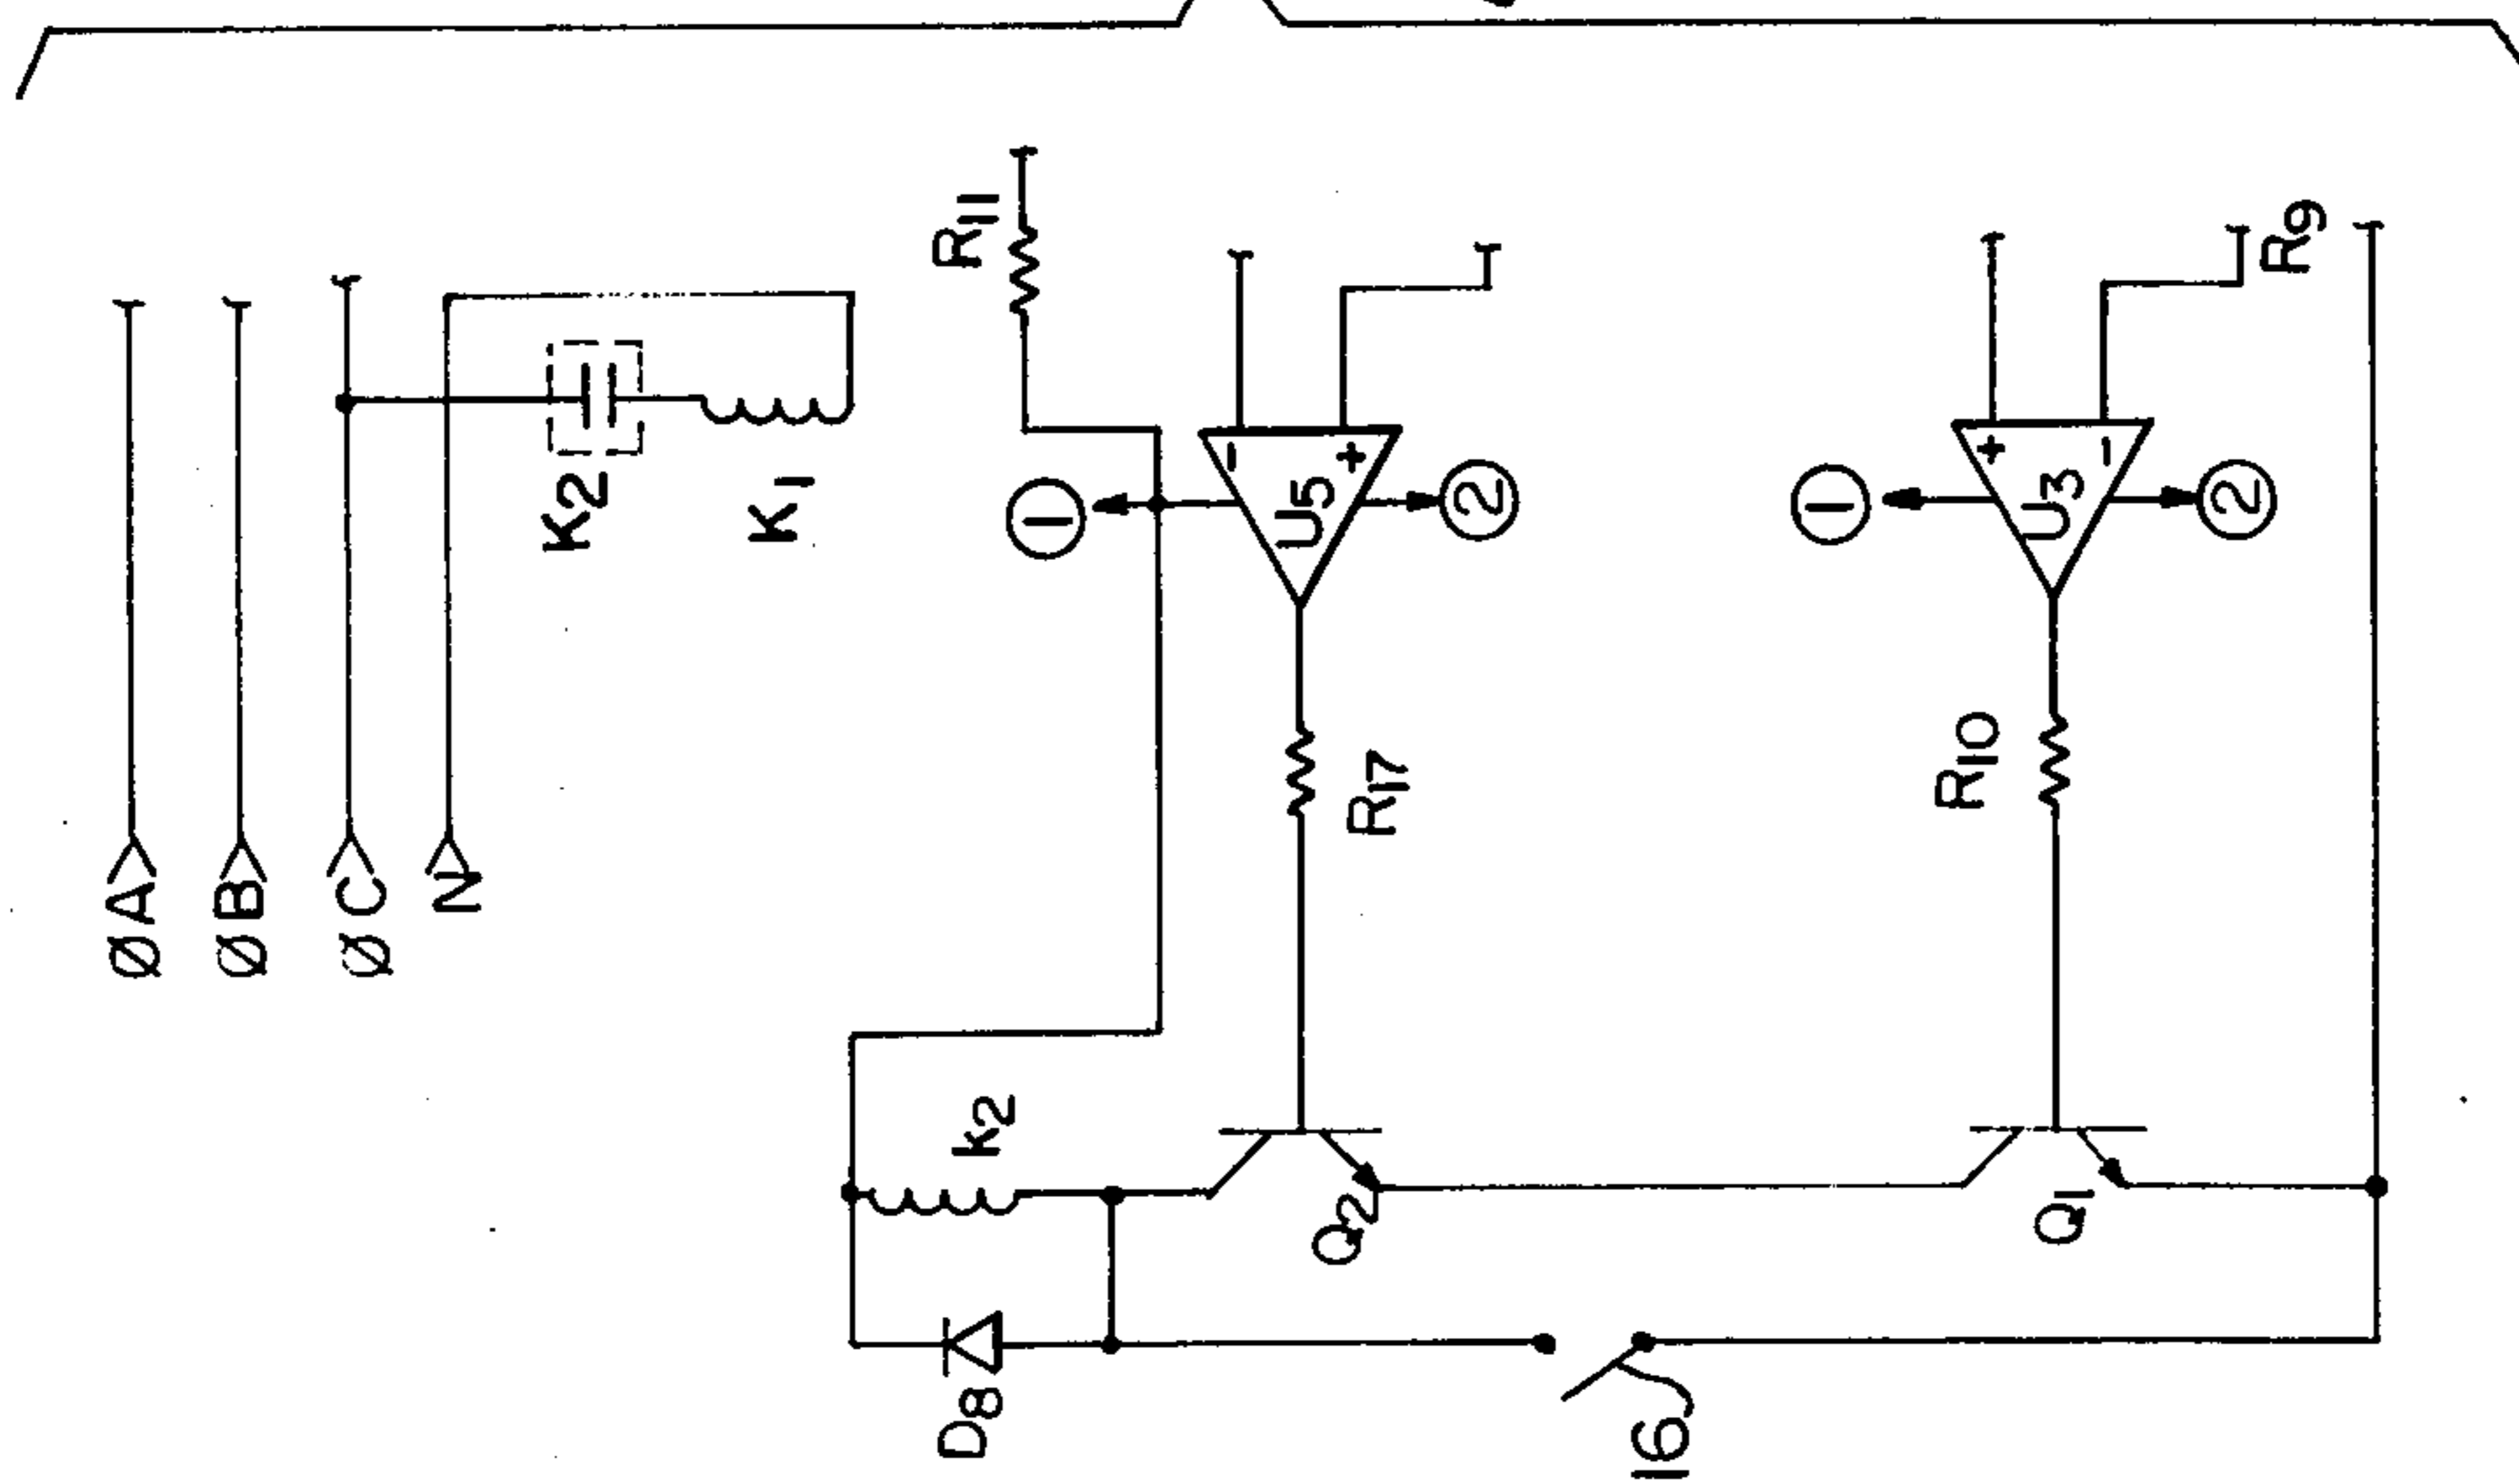 ØA
ØB
ØC
N
K2
K1
R11
1
U5
-
+
2
R17
1
U3
+
-
2
R9
R10
k2
Q2
Q1
D8
16